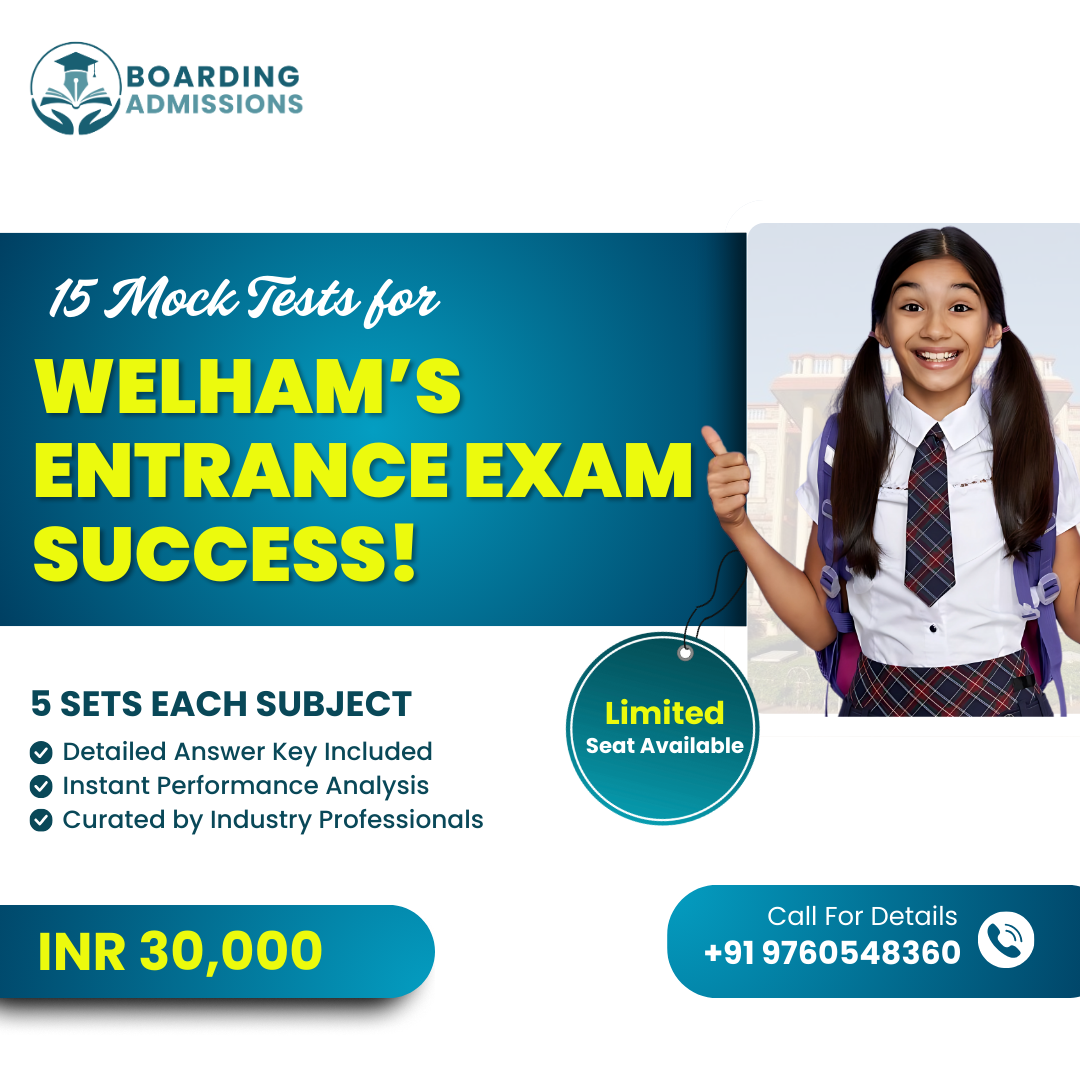 BOARDING
ADMISSIONS
15 Mock Tests for
WELHAM’S
ENTRANCE EXAM
SUCCESS!
5 SETS EACH SUBJECT
Detailed Answer Key Included
Instant Performance Analysis
Curated by Industry Professionals
Limited
Seat Available
INR 30,000
Call For Details
+91 9760548360